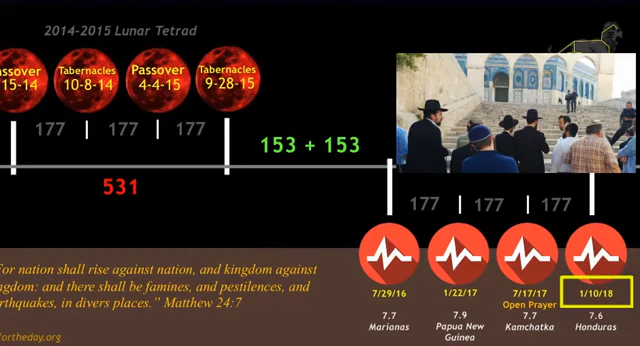 2014-2015 Lunar Tetrad
Tabernacles
10-8-14
Passover
4-4-15
Tabernacles
9-28-15
15-14
177
177
177
153 + 153
531
177
177
177
For nation shall rise against nation, and kingdom against
and there shall be famines, and pestilences, and
in divers places.” Matthew 24:7
7/29/16
1/22/17
7/17/17
1/10/18
Open Prayer
7.7
Marianas
7.9
Papua New
Guinea
7.7
Kamchatka
7.6
Honduras
fortheday.org